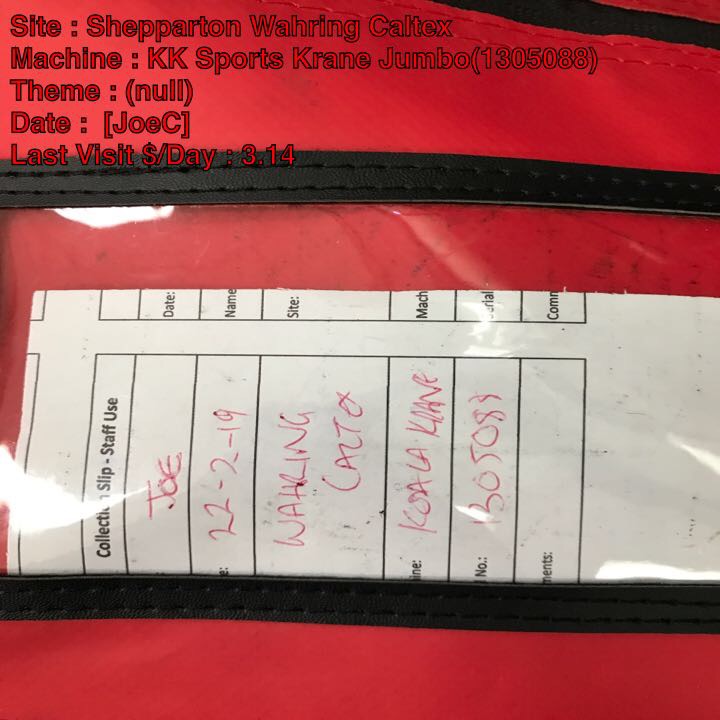 Site : Shepparton Wahring Caltex
Machine : KK Sports Krane Jumbo(1305088)
Theme : (null)
Date :  [JoeC]
Last Visit $/Day : 3.14
Collection Slip - Staff Use
JOE
e: 22-2-19
WAHRING
CALTEX
ine: KOALA KRANE
No.: 1305088
ments:
Date:
Name
Site:
Mach
erial
Comm